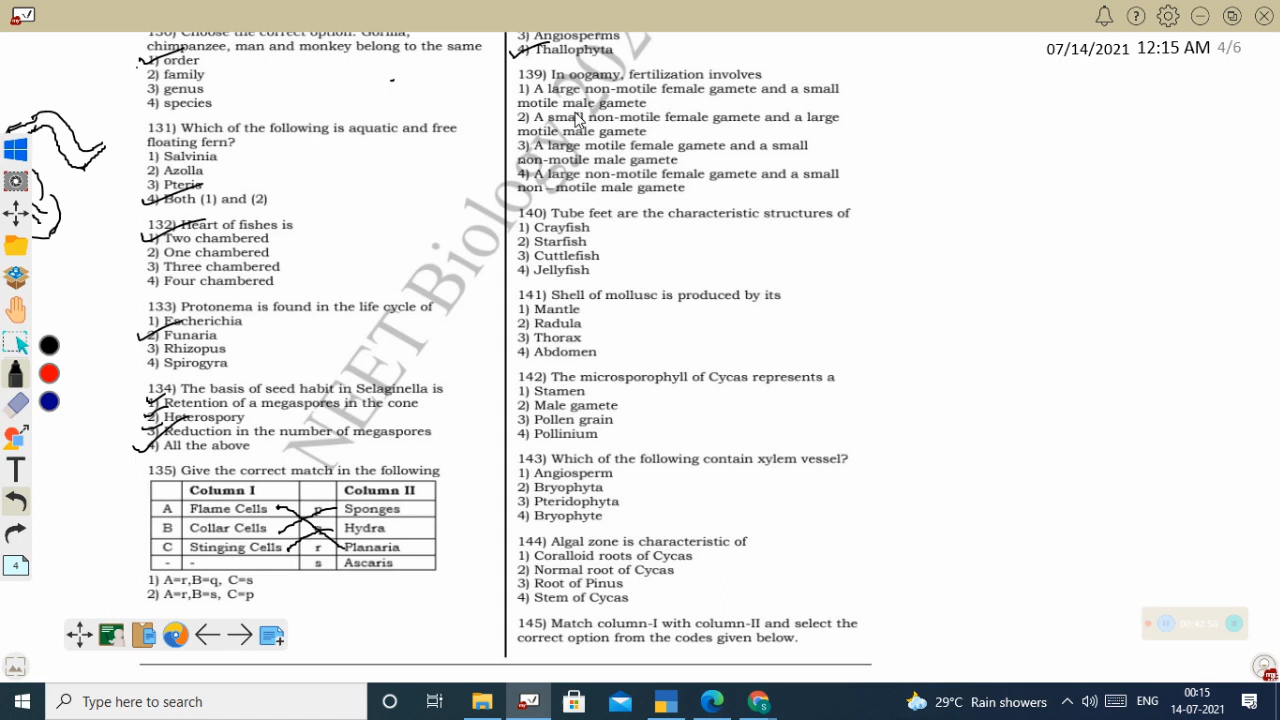 130) Choose the correct option: Gorilla,
chimpanzee, man and monkey belong to the same
1) order
2) family
3) genus
4) species
131) Which of the following is aquatic and free
floating fern?
1) Salvinia
2) Azolla
3) Pteris
4) Both (1) and (2)
132) Heart of fishes is
1) Two chambered
2) One chambered
3) Three chambered
4) Four chambered
133) Protonema is found in the life cycle of
1) Escherichia
2) Funaria
3) Rhizopus
4) Spirogyra
134) The basis of seed habit in Selaginella is
1) Retention of a megaspores in the cone
2) Heterospory
3) Reduction in the number of megaspores
4) All the above
135) Give the correct match in the following
Column I Column II
A Flame Cells p Sponges
B Collar Cells Hydra
C Stinging Cells r Planaria
- - s Ascaris
1) A=r,B=q, C=s
2) A=r,B=s, C=p
3) Angiosperms
4) Thallophyta
139) In oogamy, fertilization involves
1) A large non-motile female gamete and a small
motile male gamete
2) A small non-motile female gamete and a large
motile male gamete
3) A large motile female gamete and a small
non-motile male gamete
4) A large non-motile female gamete and a small
non – motile male gamete
140) Tube feet are the characteristic structures of
1) Crayfish
2) Starfish
3) Cuttlefish
4) Jellyfish
141) Shell of mollusc is produced by its
1) Mantle
2) Radula
3) Thorax
4) Abdomen
142) The microsporophyll of Cycas represents a
1) Stamen
2) Male gamete
3) Pollen grain
4) Pollinium
143) Which of the following contain xylem vessel?
1) Angiosperm
2) Bryophyta
3) Pteridophyta
4) Bryophyte
144) Algal zone is characteristic of
1) Coralloid roots of Cycas
2) Normal root of Cycas
3) Root of Pinus
4) Stem of Cycas
145) Match column-I with column-II and select the
correct option from the codes given below.
NEET Biology 202
07/14/2021 12:15 AM 4/6
T
4
00:42:54
Type here to search
29°C Rain showers
ENG
00:15
14-07-2021